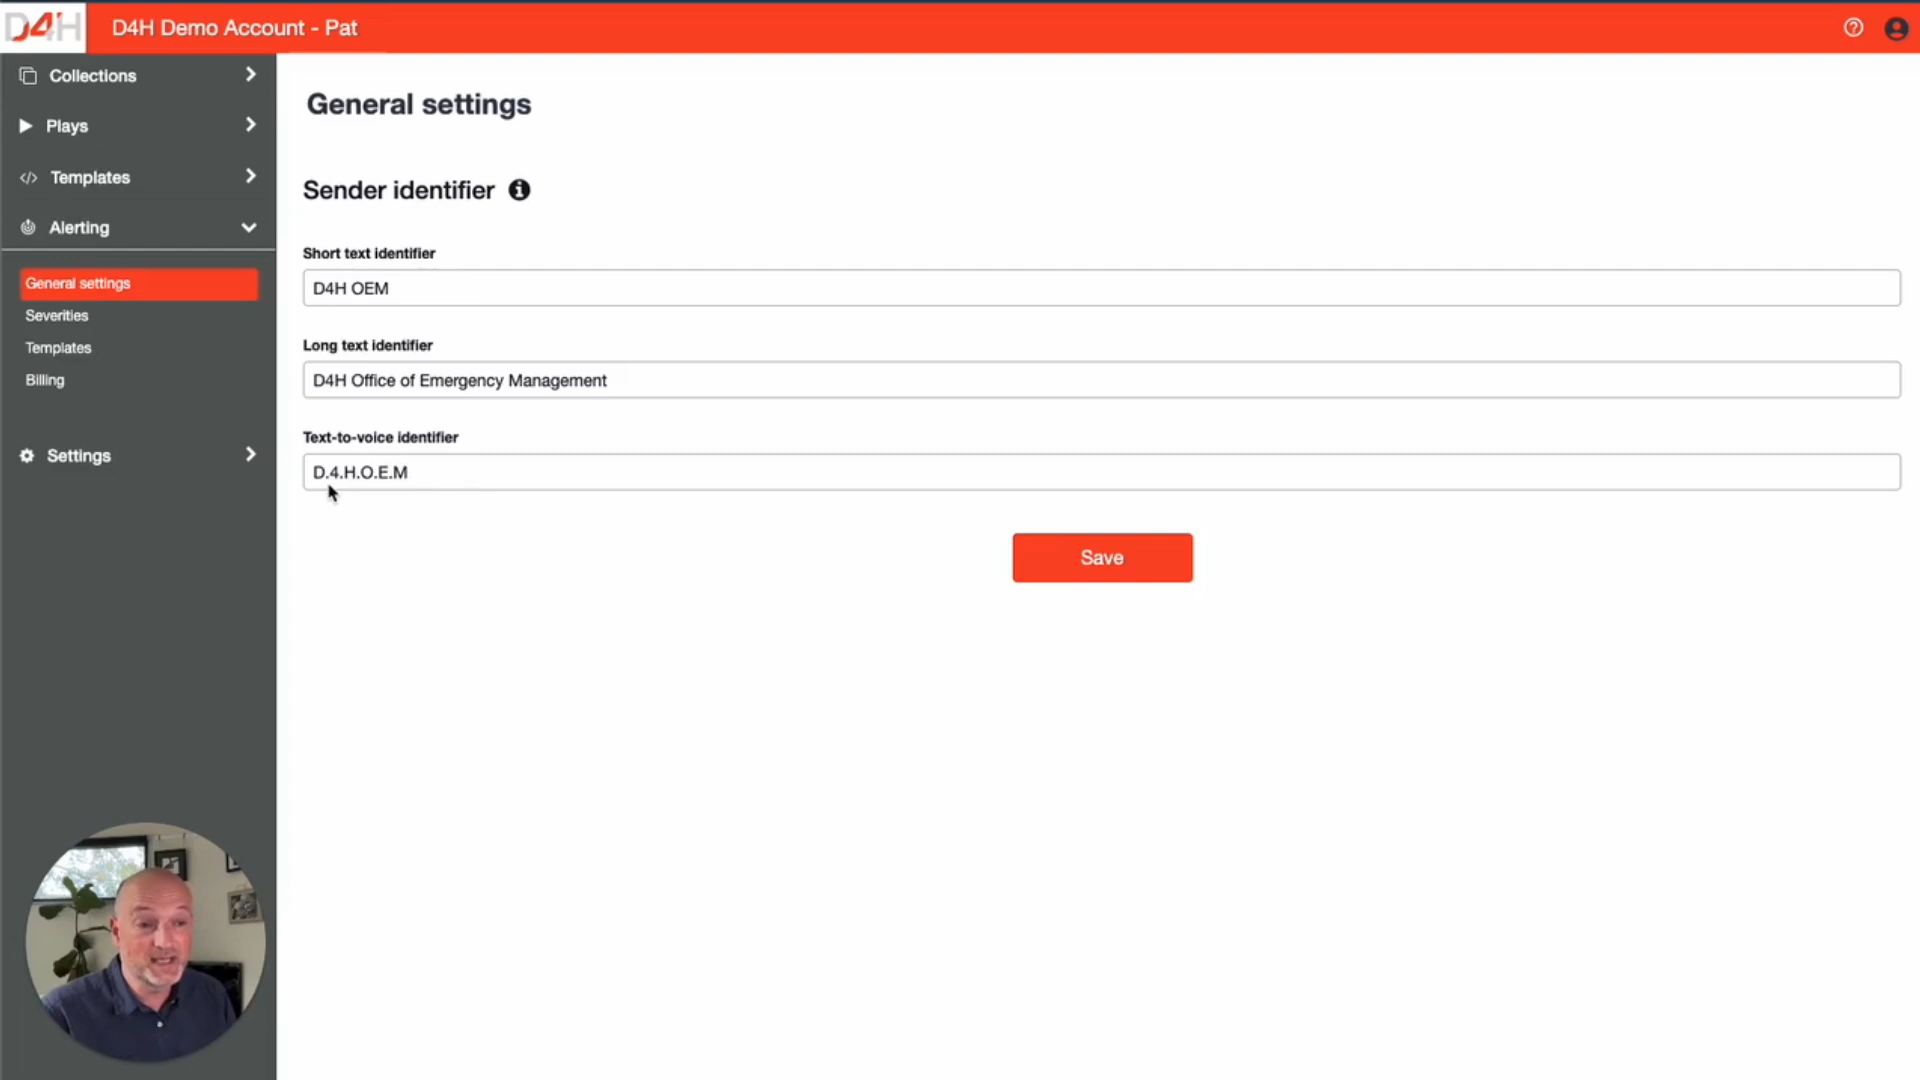 D4H
D4H Demo Account - Pat
Collections
Plays
Templates
Alerting
General settings
Severities
Templates
Billing
Settings
General settings
Sender identifier
Short text identifier
D4H OEM
Long text identifier
D4H Office of Emergency Management
Text-to-voice identifier
D.4.H.O.E.M
Save